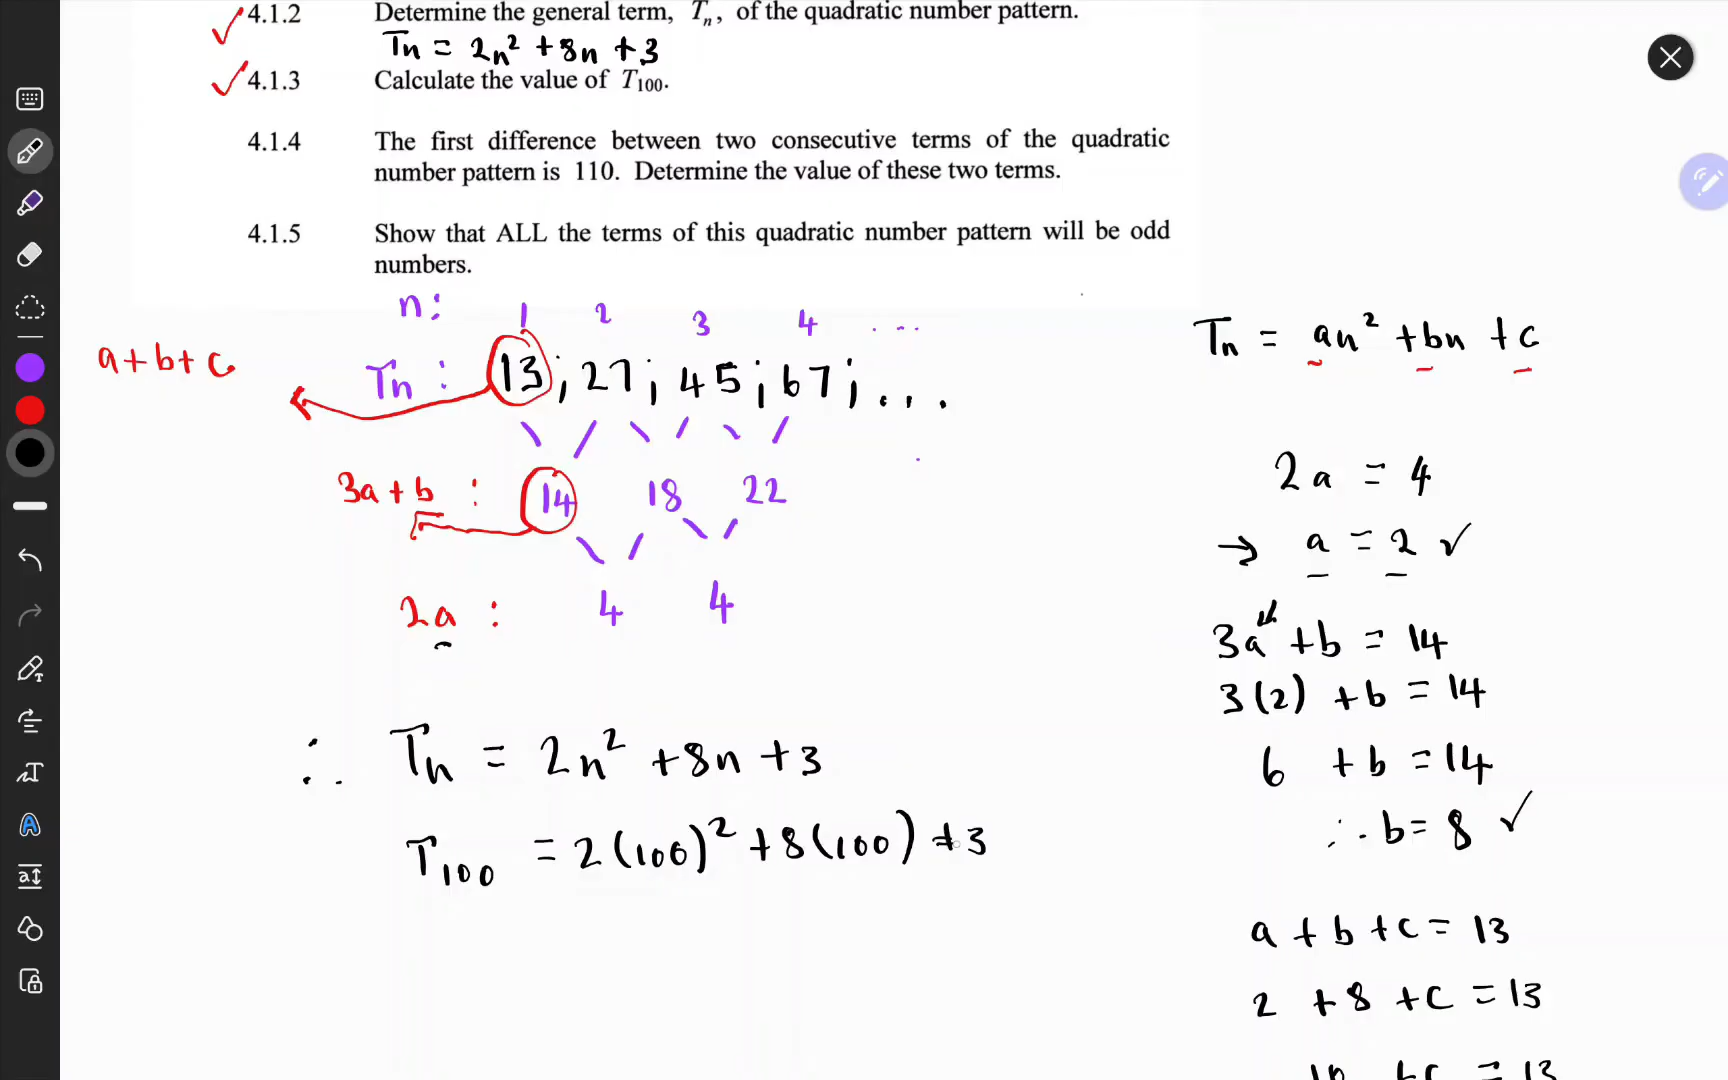 4.1.2 Determine the general term, Tₙ, of the quadratic number pattern.
Tn = 2n² + 8n + 3
4.1.3 Calculate the value of T₁₀₀.
4.1.4 The first difference between two consecutive terms of the quadratic
number pattern is 110. Determine the value of these two terms.
4.1.5 Show that ALL the terms of this quadratic number pattern will be odd
numbers.
n: 1 2 3 4 ...
a+b+c Tn : 13 ; 27 ; 45 ; 67 ; ...
3a + b : 14 18 22
2a : 4 4
∴ Tn = 2n² + 8n + 3
T100 = 2(100)² + 8(100) + 3
Tn = an² + bn + c
2a = 4
→ a = 2 ✓
3a + b = 14
3(2) + b = 14
6 + b = 14
∴ b = 8 ✓
a + b + c = 13
2 + 8 + c = 13
10 + c = 13